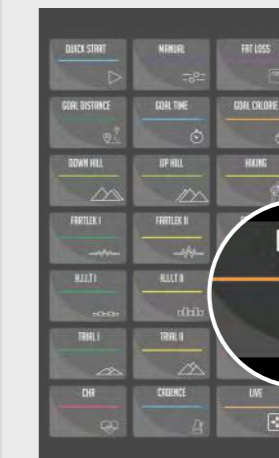 QUICK START MANUAL FAT LOSS
GOAL DISTANCE GOAL TIME GOAL CALORIE
DOWN HILL UP HILL HIKING
FARTLEK I FARTLEK II
H.I.I.T I H.I.I.T II
TRIAL I TRIAL II
CHR CADENCE LIVE